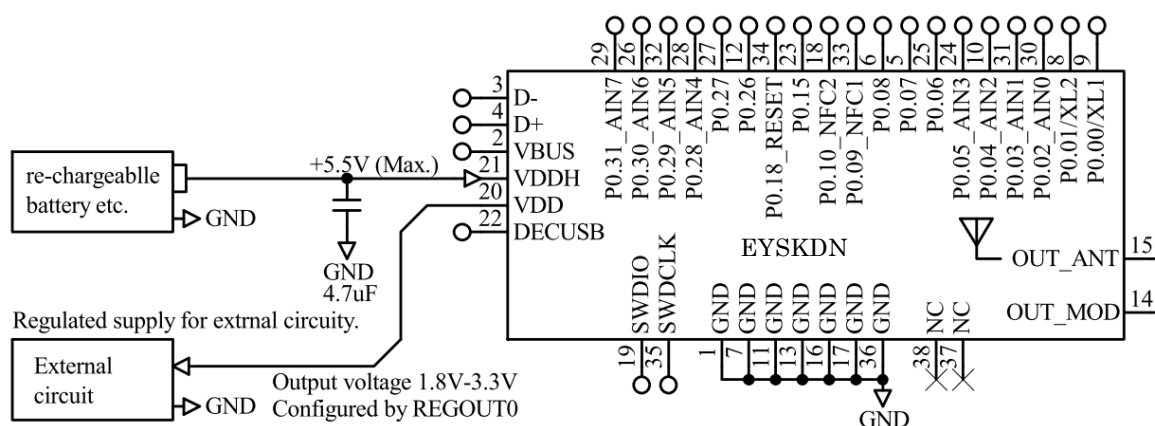 29
26
32
28
27
12
34
23
18
33
6
5
25
24
10
31
30
8
9
P0.31_AIN7
P0.30_AIN6
P0.29_AIN5
P0.28_AIN4
P0.27
P0.26
P0.18_RESET
P0.15
P0.10_NFC2
P0.09_NFC1
P0.08
P0.07
P0.06
P0.05_AIN3
P0.04_AIN2
P0.03_AIN1
P0.02_AIN0
P0.01/XL2
P0.00/XL1
3 D-
4 D+
2 VBUS
+5.5V (Max.) 21 VDDH
20 VDD
22 DECUSB
re-chargeablle
battery etc.
GND
GND
4.7uF
EYSKDN
OUT_ANT 15
OUT_MOD 14
SWDIO
SWDCLK
GND
GND
GND
GND
GND
GND
GND
NC
NC
19
35
1
7
11
13
16
17
36
38
37
GND
Regulated supply for extrnal circuity.
External
circuit
GND
Output voltage 1.8V-3.3V
Configured by REGOUT0